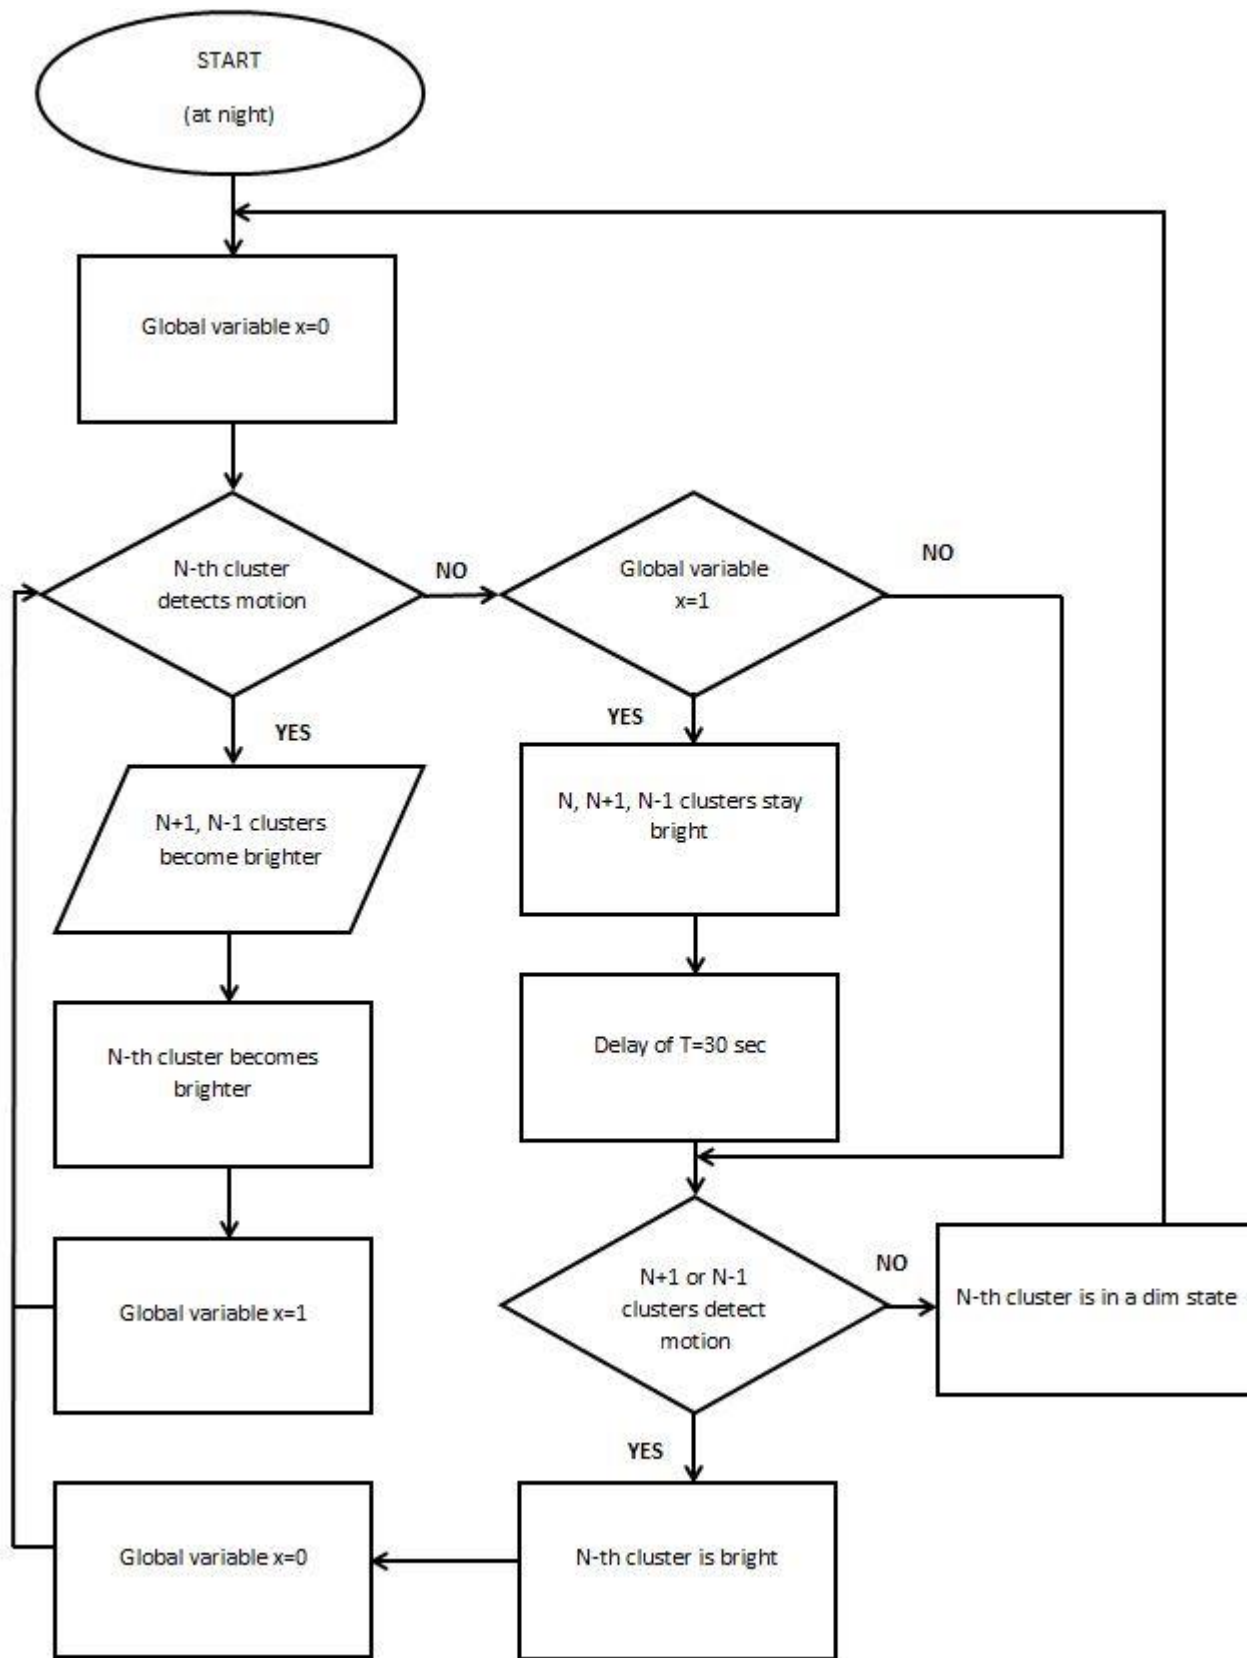 START
(at night)
Global variable x=0
N-th cluster
detects motion
NO
Global variable
x=1
NO
YES
YES
N+1, N-1 clusters
become brighter
N, N+1, N-1 clusters stay
bright
N-th cluster becomes
brighter
Delay of T=30 sec
Global variable x=1
N+1 or N-1
clusters detect
motion
NO
N-th cluster is in a dim state
YES
Global variable x=0
N-th cluster is bright